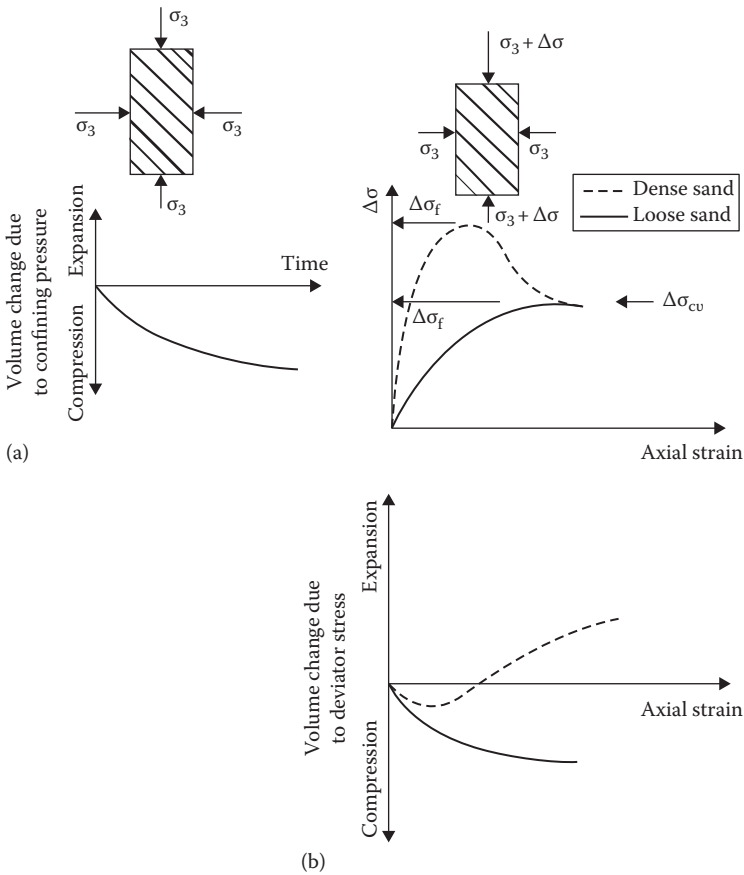 σ₃
σ₃
σ₃
σ₃
Volume change due
to confining pressure
Expansion
Compression
Time
(a)
σ₃ + Δσ
σ₃
σ₃
σ₃ + Δσ
Dense sand
Loose sand
Δσ
Δσf
Δσf
Δσcv
Axial strain
Volume change due
to deviator stress
Expansion
Compression
Axial strain
(b)